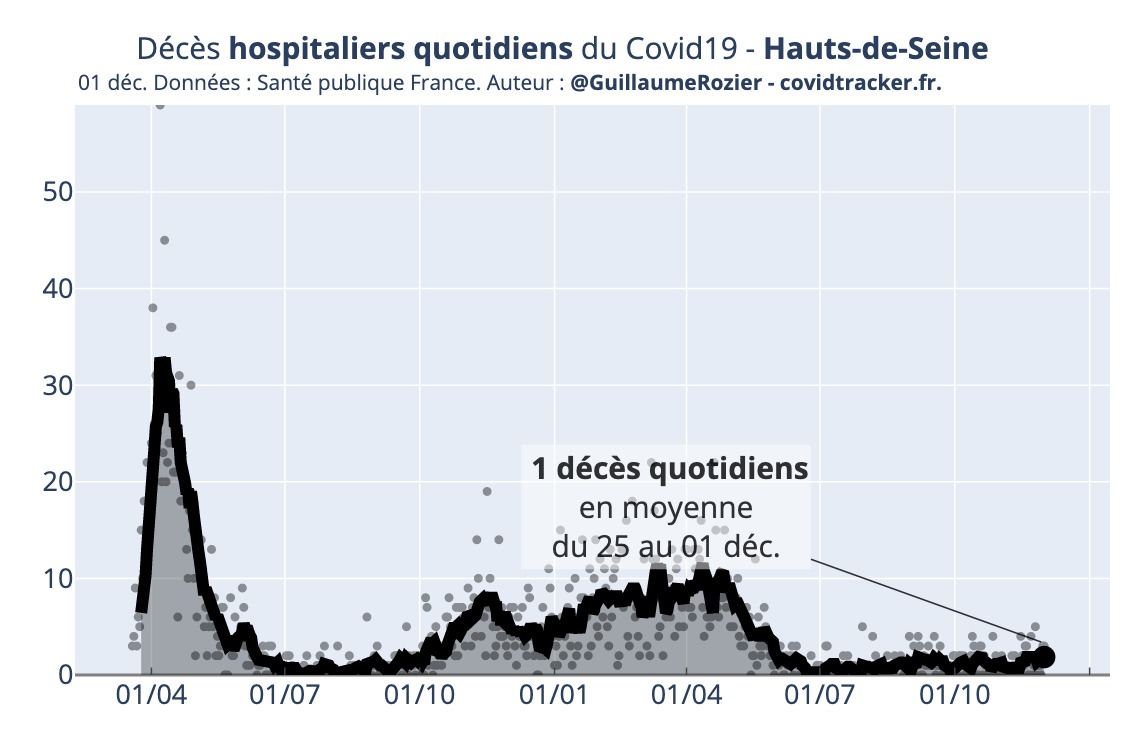 Décès hospitaliers quotidiens du Covid19 - Hauts-de-Seine
01 déc. Données : Santé publique France. Auteur : @GuillaumeRozier - covidtracker.fr.
50
40
30
20
10
0
1 décès quotidiens
en moyenne
du 25 au 01 déc.
01/04 01/07 01/10 01/01 01/04 01/07 01/10